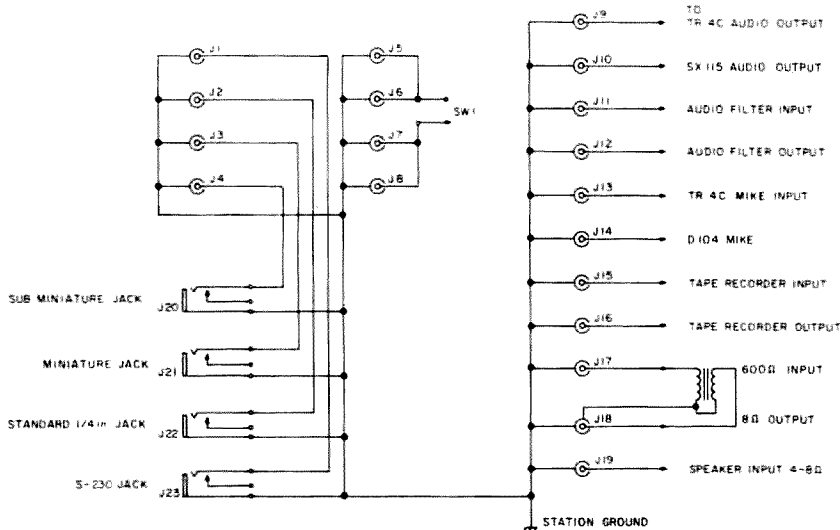 J1
J2
J3
J4
J5
J6
J7
J8
SW1
J9
TO
TR 4C AUDIO OUTPUT
J10
SX 115 AUDIO OUTPUT
J11
AUDIO FILTER INPUT
J12
AUDIO FILTER OUTPUT
J13
TR 4C MIKE INPUT
J14
D104 MIKE
J15
TAPE RECORDER INPUT
J16
TAPE RECORDER OUTPUT
J17
600Ω INPUT
J18
8Ω OUTPUT
J19
SPEAKER INPUT 4-8Ω
SUB MINIATURE JACK
J20
MINIATURE JACK
J21
STANDARD 1/4 in JACK
J22
S-230 JACK
J23
STATION GROUND